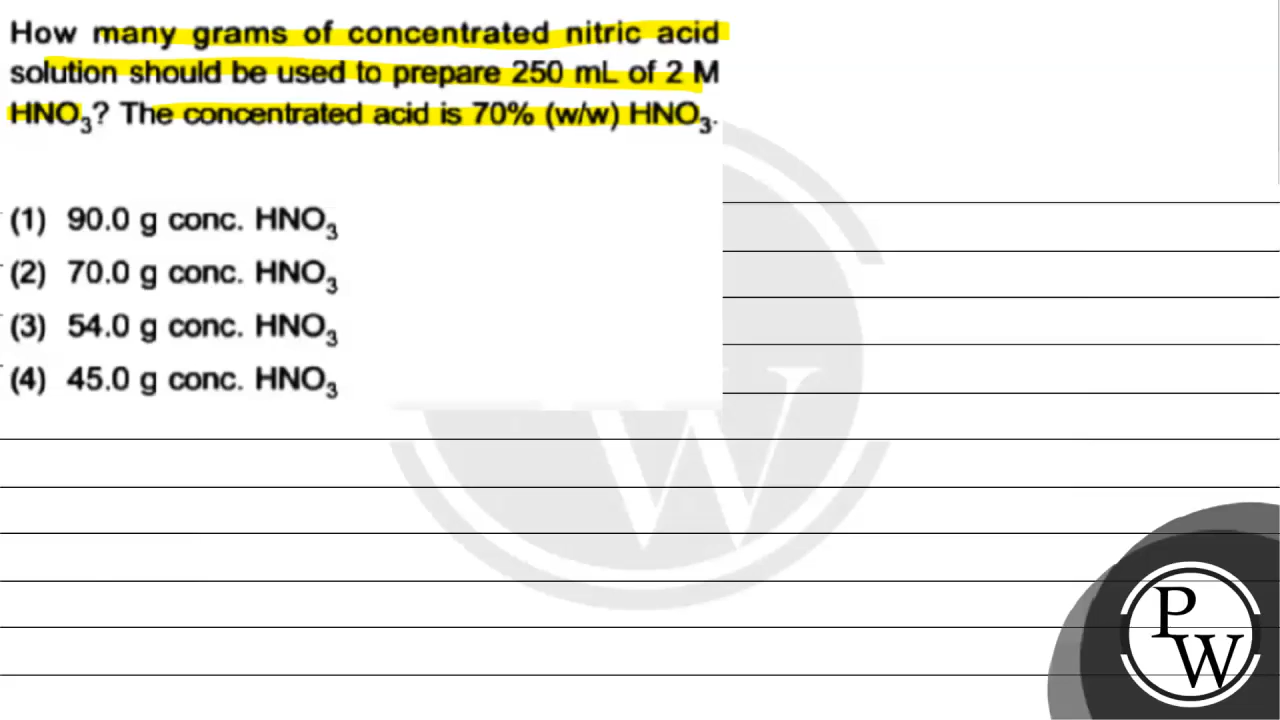 How many grams of concentrated nitric acid
solution should be used to prepare 250 mL of 2 M
HNO₃? The concentrated acid is 70% (w/w) HNO₃.
(1) 90.0 g conc. HNO₃
(2) 70.0 g conc. HNO₃
(3) 54.0 g conc. HNO₃
(4) 45.0 g conc. HNO₃
W
P
W